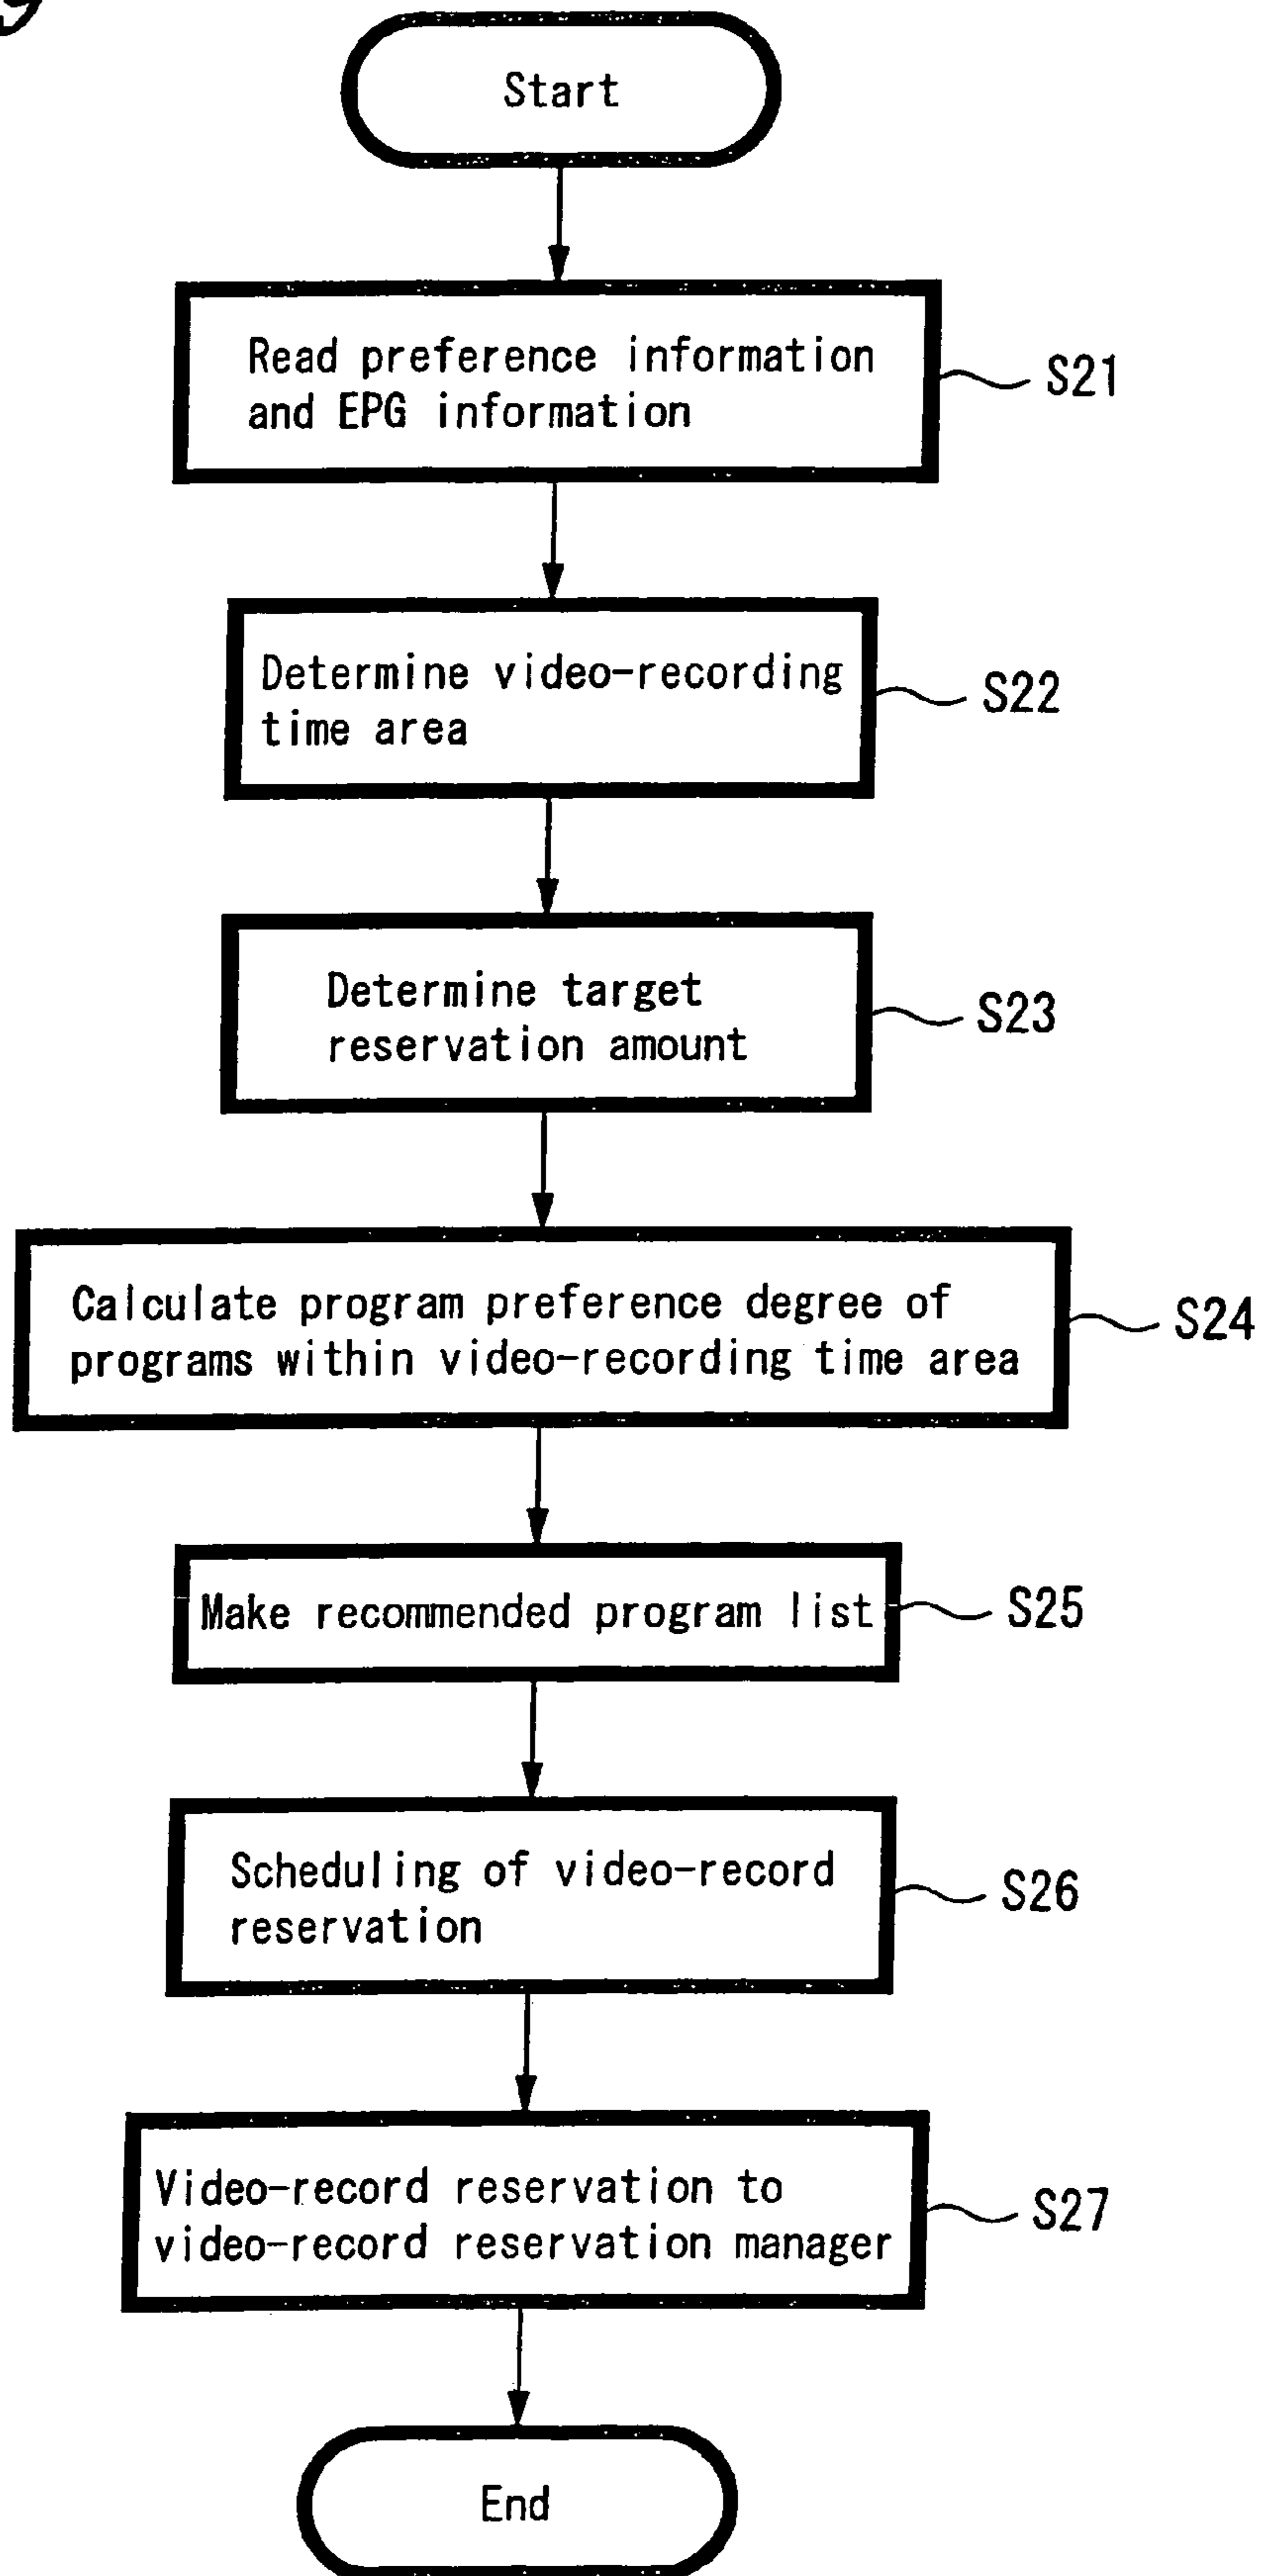 Start
Read preference information
and EPG information
S21
Determine video-recording
time area
S22
Determine target
reservation amount
S23
Calculate program preference degree of
programs within video-recording time area
S24
Make recommended program list
S25
Scheduling of video-record
reservation
S26
Video-record reservation to
video-record reservation manager
S27
End